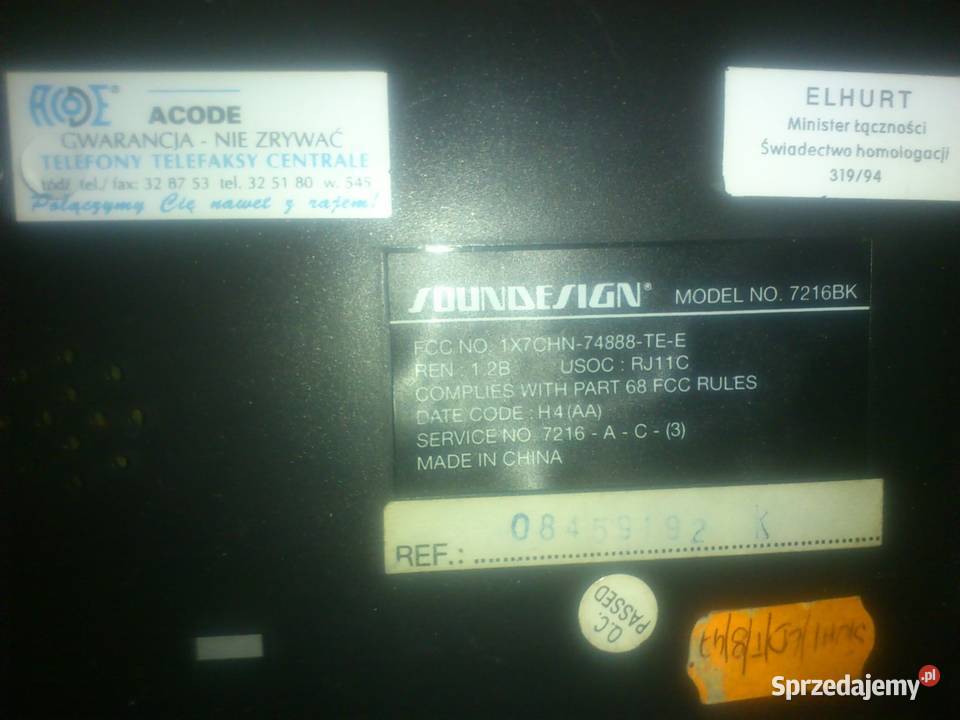 ACODE®
ACODE
GWARANCJA - NIE ZRYWAĆ
TELEFONY TELEFAKSY CENTRALE
Łódź tel./fax: 32 87 53 tel. 32 51 80 w. 545
Połączymy Cię nawet z rajem!
ELHURT
Minister Łączności
Świadectwo homologacji
319/94
SOUNDESIGN® MODEL NO. 7216BK
FCC NO. 1X7CHN-74888-TE-E
REN : 1.2B USOC : RJ11C
COMPLIES WITH PART 68 FCC RULES
DATE CODE : H4 (AA)
SERVICE NO. 7216 - A - C - (3)
MADE IN CHINA
08459192 K
REF.:
Q.C.
PASSED
Sprzedajemy.pl